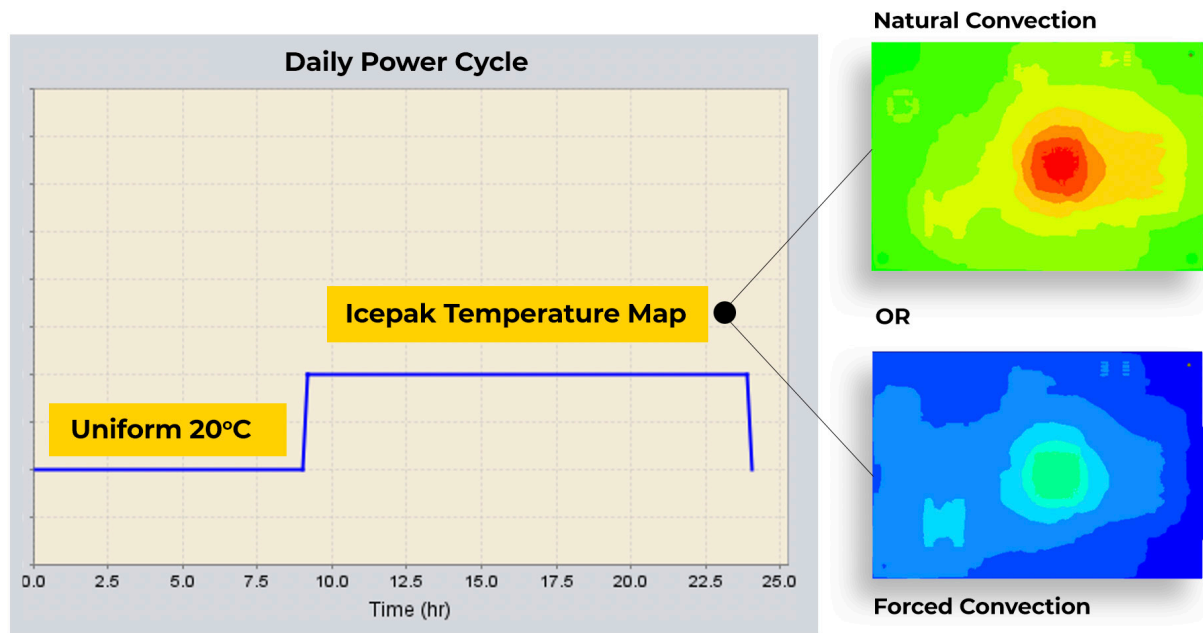 Natural Convection
Daily Power Cycle
Icepak Temperature Map
OR
Uniform 20°C
0.0 2.5 5.0 7.5 10.0 12.5 15.0 17.5 20.0 22.5 25.0
Time (hr)
Forced Convection